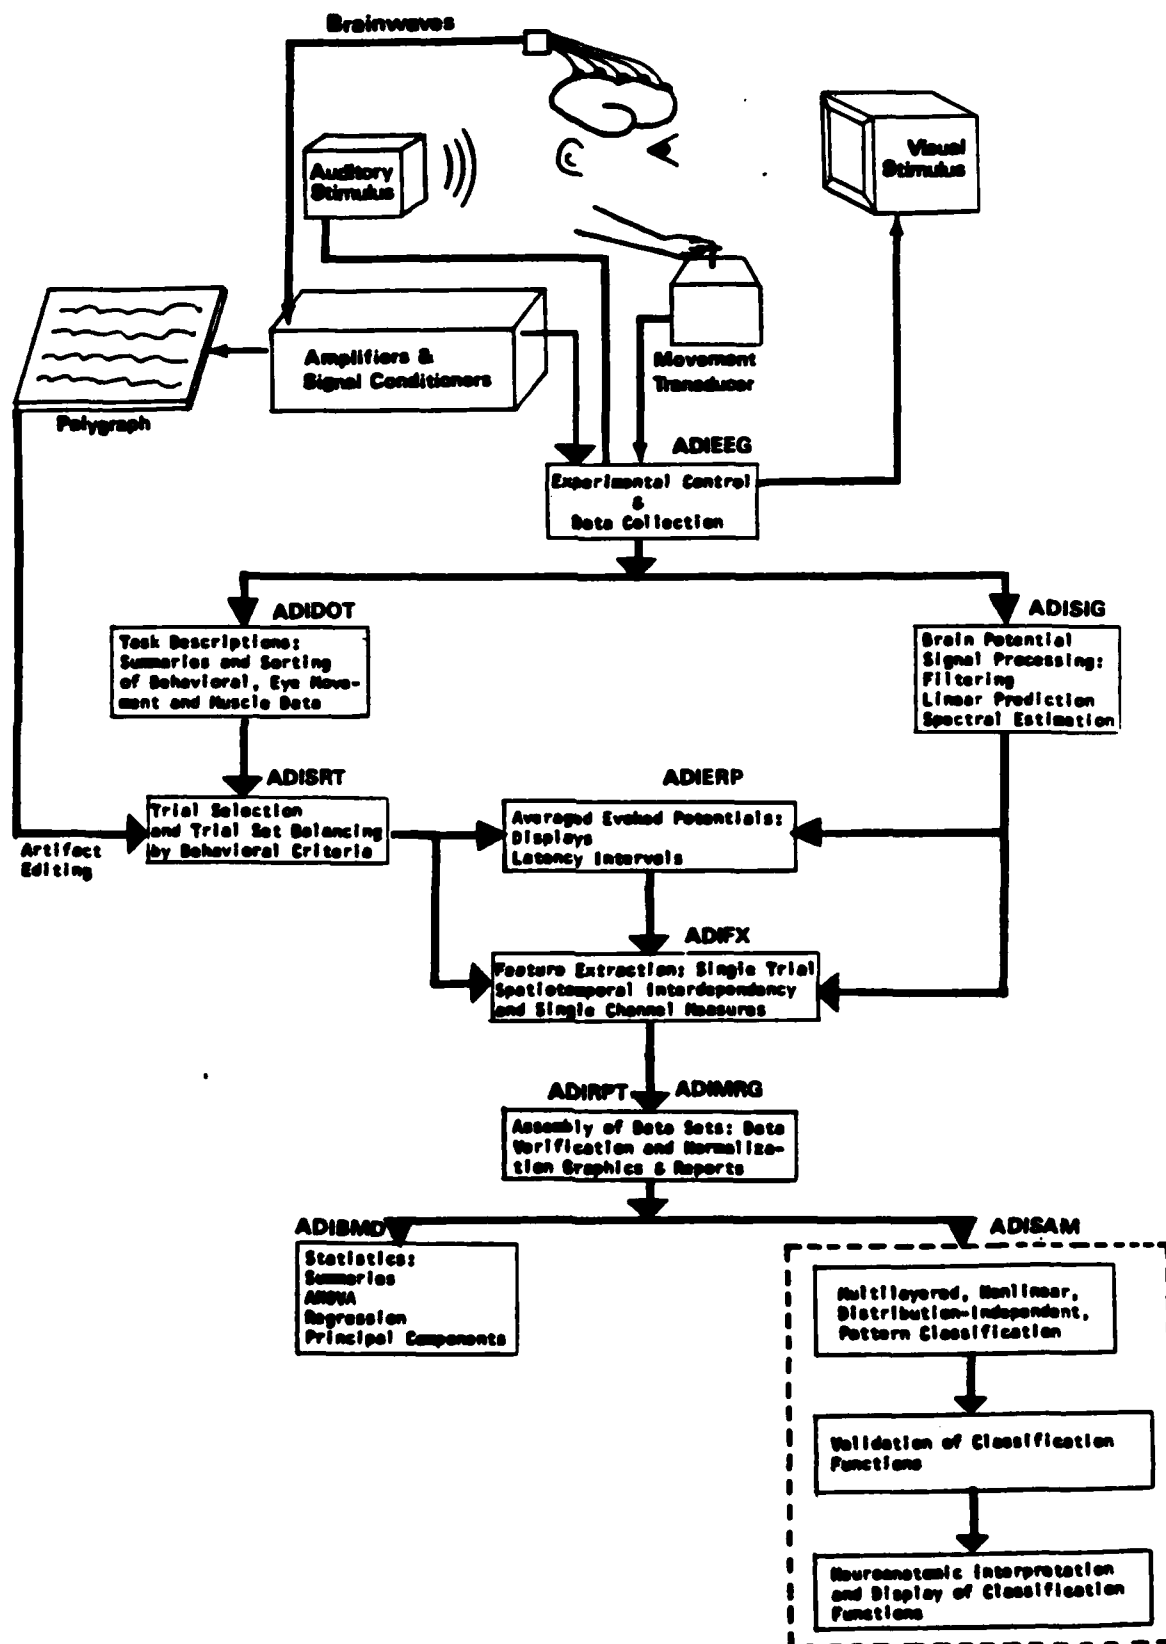 Brainwaves
Auditory
Stimulus
Visual
Stimulus
Amplifiers &
Signal Conditioners
Movement
Transducer
Polygraph
ADIEEG
Experimental Control
&
Data Collection
ADIDOT
Task Descriptions:
Summaries and Sorting
of Behavioral, Eye Move-
ment and Muscle Data
ADISIG
Brain Potential
Signal Processing:
Filtering
Linear Prediction
Spectral Estimation
ADISRT
Trial Selection
and Trial Set Balancing
by Behavioral Criteria
Artifact
Editing
ADIERP
Averaged Evoked Potentials:
Displays
Latency Intervals
ADIFX
Feature Extraction: Single Trial
Spatiotemporal Interdependency
and Single Channel Measures
ADIRPT ADIMRG
Assembly of Data Sets: Data
Verification and Normaliza-
tion Graphics & Reports
ADIBMD
Statistics:
Summaries
ANOVA
Regression
Principal Components
ADISAM
Multilayered, Nonlinear,
Distribution-Independent,
Pattern Classification
Validation of Classification
Functions
Neuroanatomic Interpretation
and Display of Classification
Functions